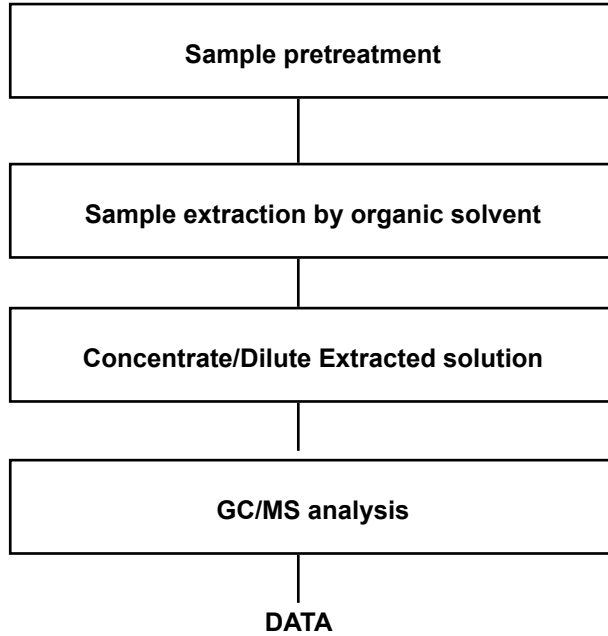 Sample pretreatment
Sample extraction by organic solvent
Concentrate/Dilute Extracted solution
GC/MS analysis
DATA